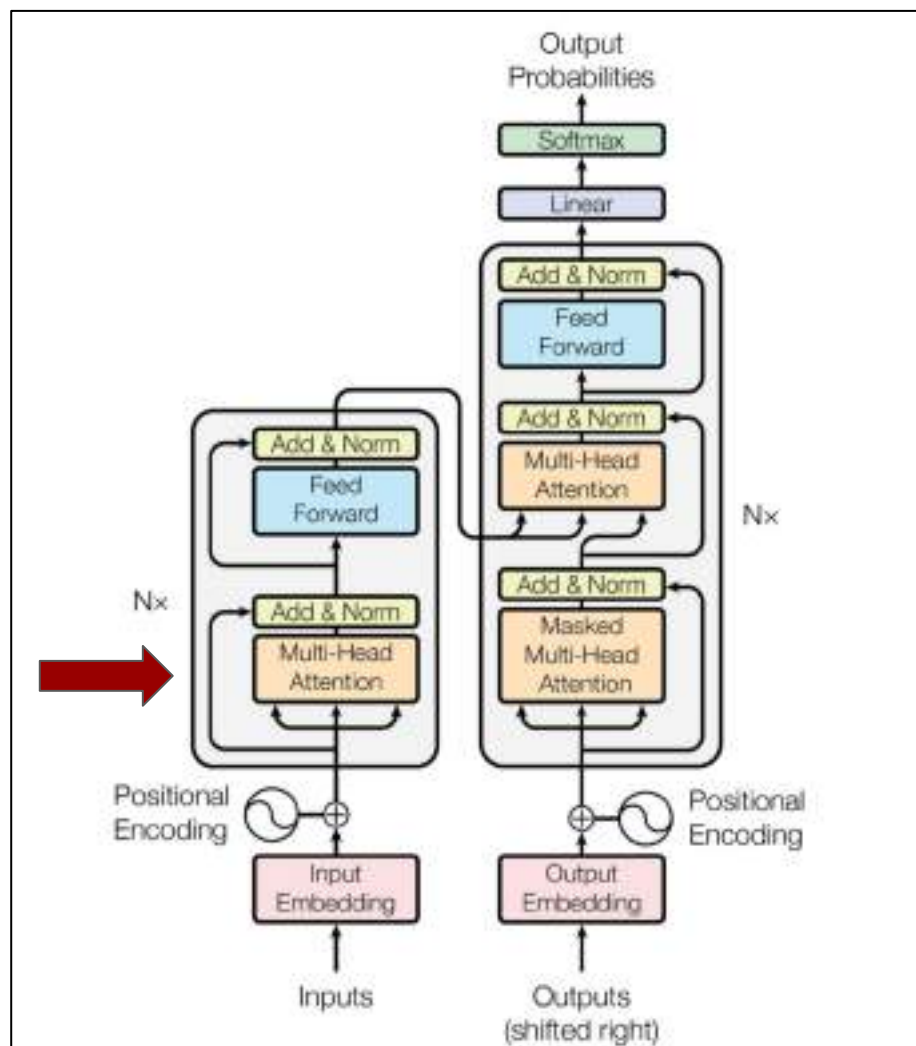 Output
Probabilities
Softmax
Linear
Add & Norm
Feed
Forward
Add & Norm
Multi-Head
Attention
Nx
Add & Norm
Masked
Multi-Head
Attention
Add & Norm
Feed
Forward
Nx
Add & Norm
Multi-Head
Attention
Positional
Encoding
Positional
Encoding
Input
Embedding
Output
Embedding
Inputs
Outputs
(shifted right)